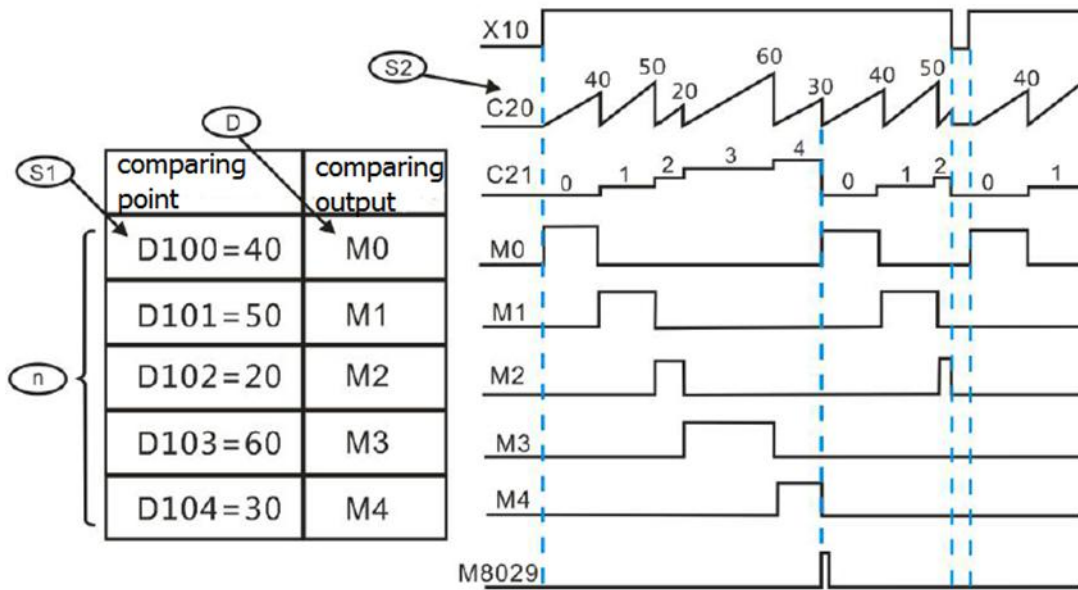 S1
D
S2
comparing point
comparing output
D100=40
M0
D101=50
M1
D102=20
M2
D103=60
M3
D104=30
M4
n
X10
C20
40
50
20
60
30
40
50
40
C21
0
1
2
3
4
0
1
2
0
1
M0
M1
M2
M3
M4
M8029